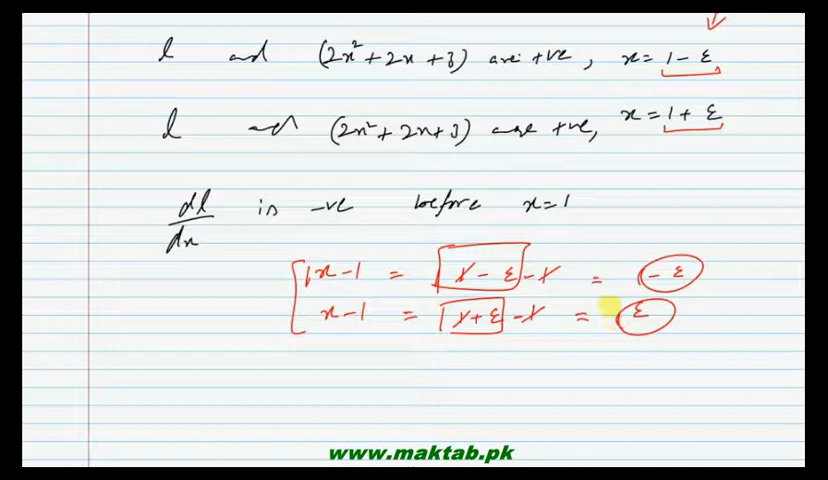 l and (2x² + 2x + 3) are +ve, x = 1 - ε
l and (2x² + 2x + 3) are +ve, x = 1 + ε
dl/dx is -ve before x = 1
x - 1 = 1 - ε - 1 = - ε
x - 1 = 1 + ε - 1 = ε
www.maktab.pk